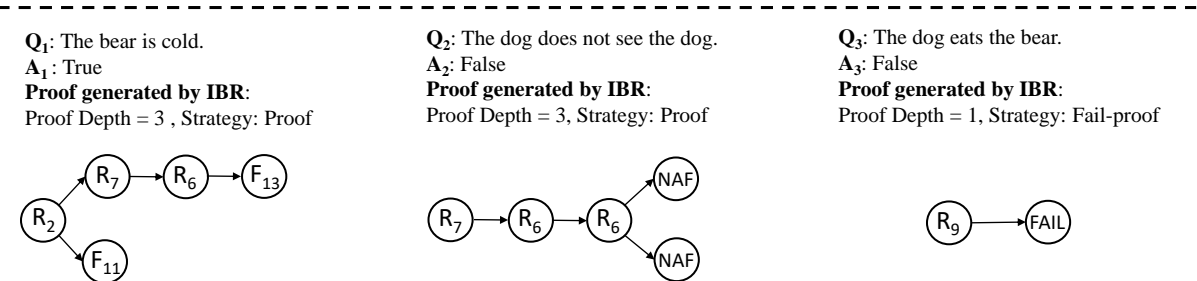 Q1: The bear is cold.
A1 : True
Proof generated by IBR:
Proof Depth = 3 , Strategy: Proof
R7
R6
F13
R2
F11
Q2: The dog does not see the dog.
A2: False
Proof generated by IBR:
Proof Depth = 3, Strategy: Proof
NAF
R7
R6
R6
NAF
Q3: The dog eats the bear.
A3: False
Proof generated by IBR:
Proof Depth = 1, Strategy: Fail-proof
R9
FAIL